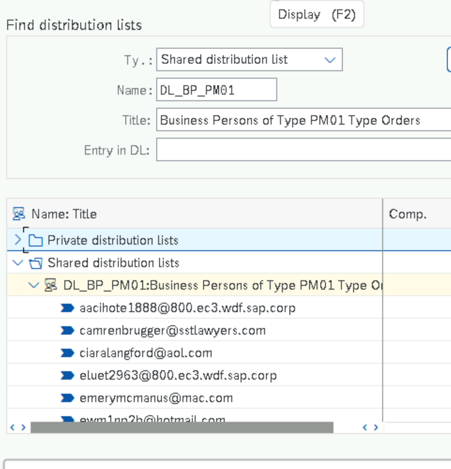 Display (F2)
Find distribution lists
Ty.: Shared distribution list
Name: DL_BP_PM01
Title: Business Persons of Type PM01 Type Orders
Entry in DL:
Name: Title Comp.
Private distribution lists
Shared distribution lists
DL_BP_PM01:Business Persons of Type PM01 Type Or
aacihote1888@800.ec3.wdf.sap.corp
camrenbrugger@sstlawyers.com
ciaralangford@aol.com
eluet2963@800.ec3.wdf.sap.corp
emerymcmanus@mac.com